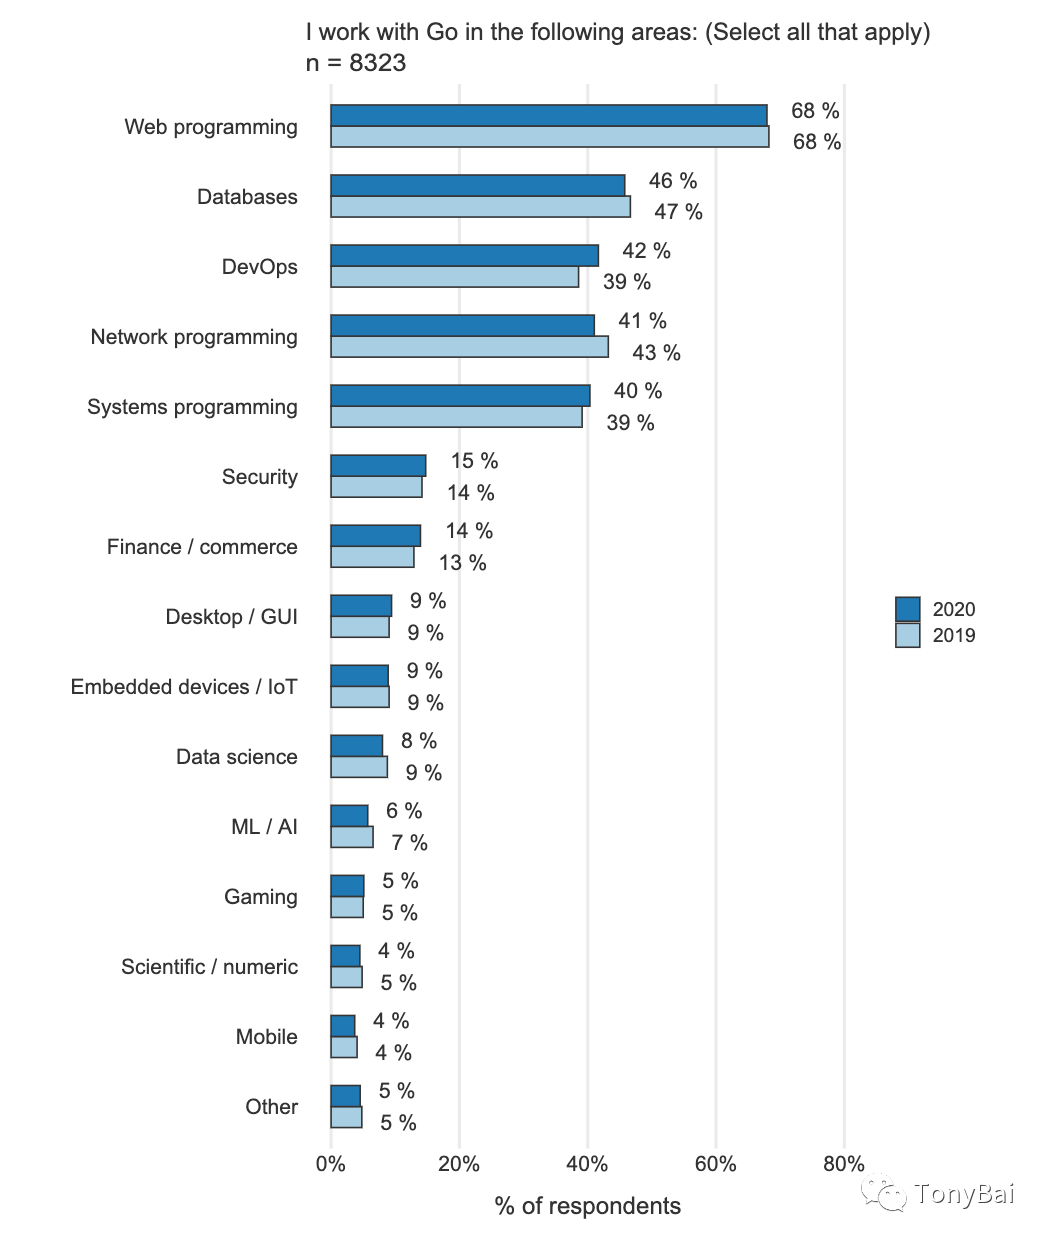 I work with Go in the following areas: (Select all that apply)
n = 8323
Web programming
68 %
68 %
Databases
46 %
47 %
DevOps
42 %
39 %
Network programming
41 %
43 %
Systems programming
40 %
39 %
Security
15 %
14 %
Finance / commerce
14 %
13 %
Desktop / GUI
9 %
9 %
Embedded devices / IoT
9 %
9 %
Data science
8 %
9 %
ML / AI
6 %
7 %
Gaming
5 %
5 %
Scientific / numeric
4 %
5 %
Mobile
4 %
4 %
Other
5 %
5 %
2020
2019
0% 20% 40% 60% 80%
% of respondents
TonyBai